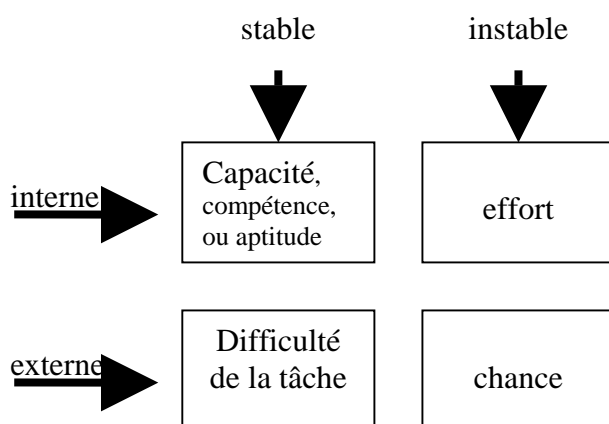 stable instable
interne
Capacité,
compétence,
ou aptitude
effort
externe
Difficulté
de la tâche
chance